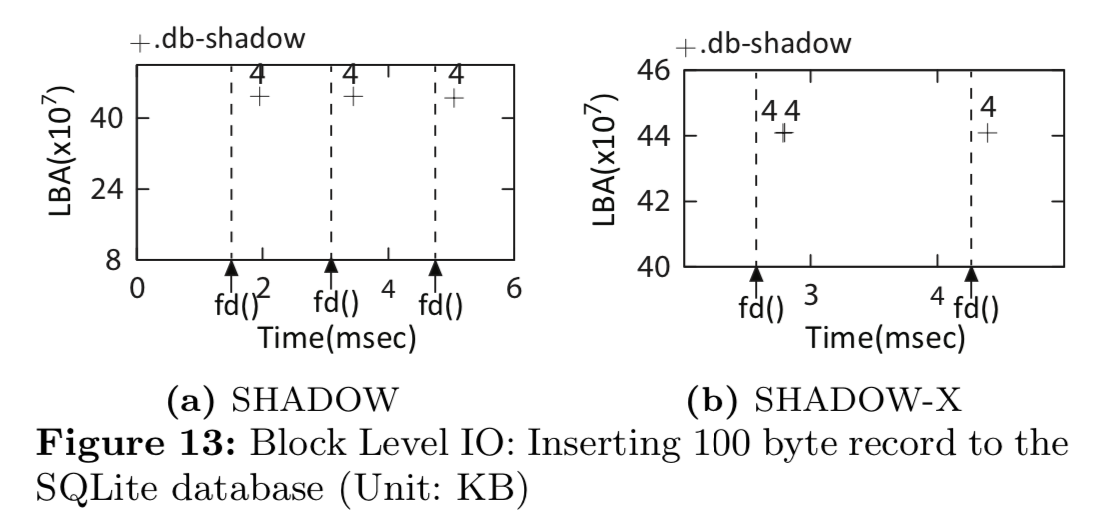 +.db-shadow
LBA(x10⁷)
40
24
8
4 4 4
0 2 4 6
fd() fd() fd()
Time(msec)
(a) SHADOW
+.db-shadow
LBA(x10⁷)
46
44
42
40
4 4 4
3 4
fd() fd()
Time(msec)
(b) SHADOW-X
Figure 13: Block Level IO: Inserting 100 byte record to the
SQLite database (Unit: KB)